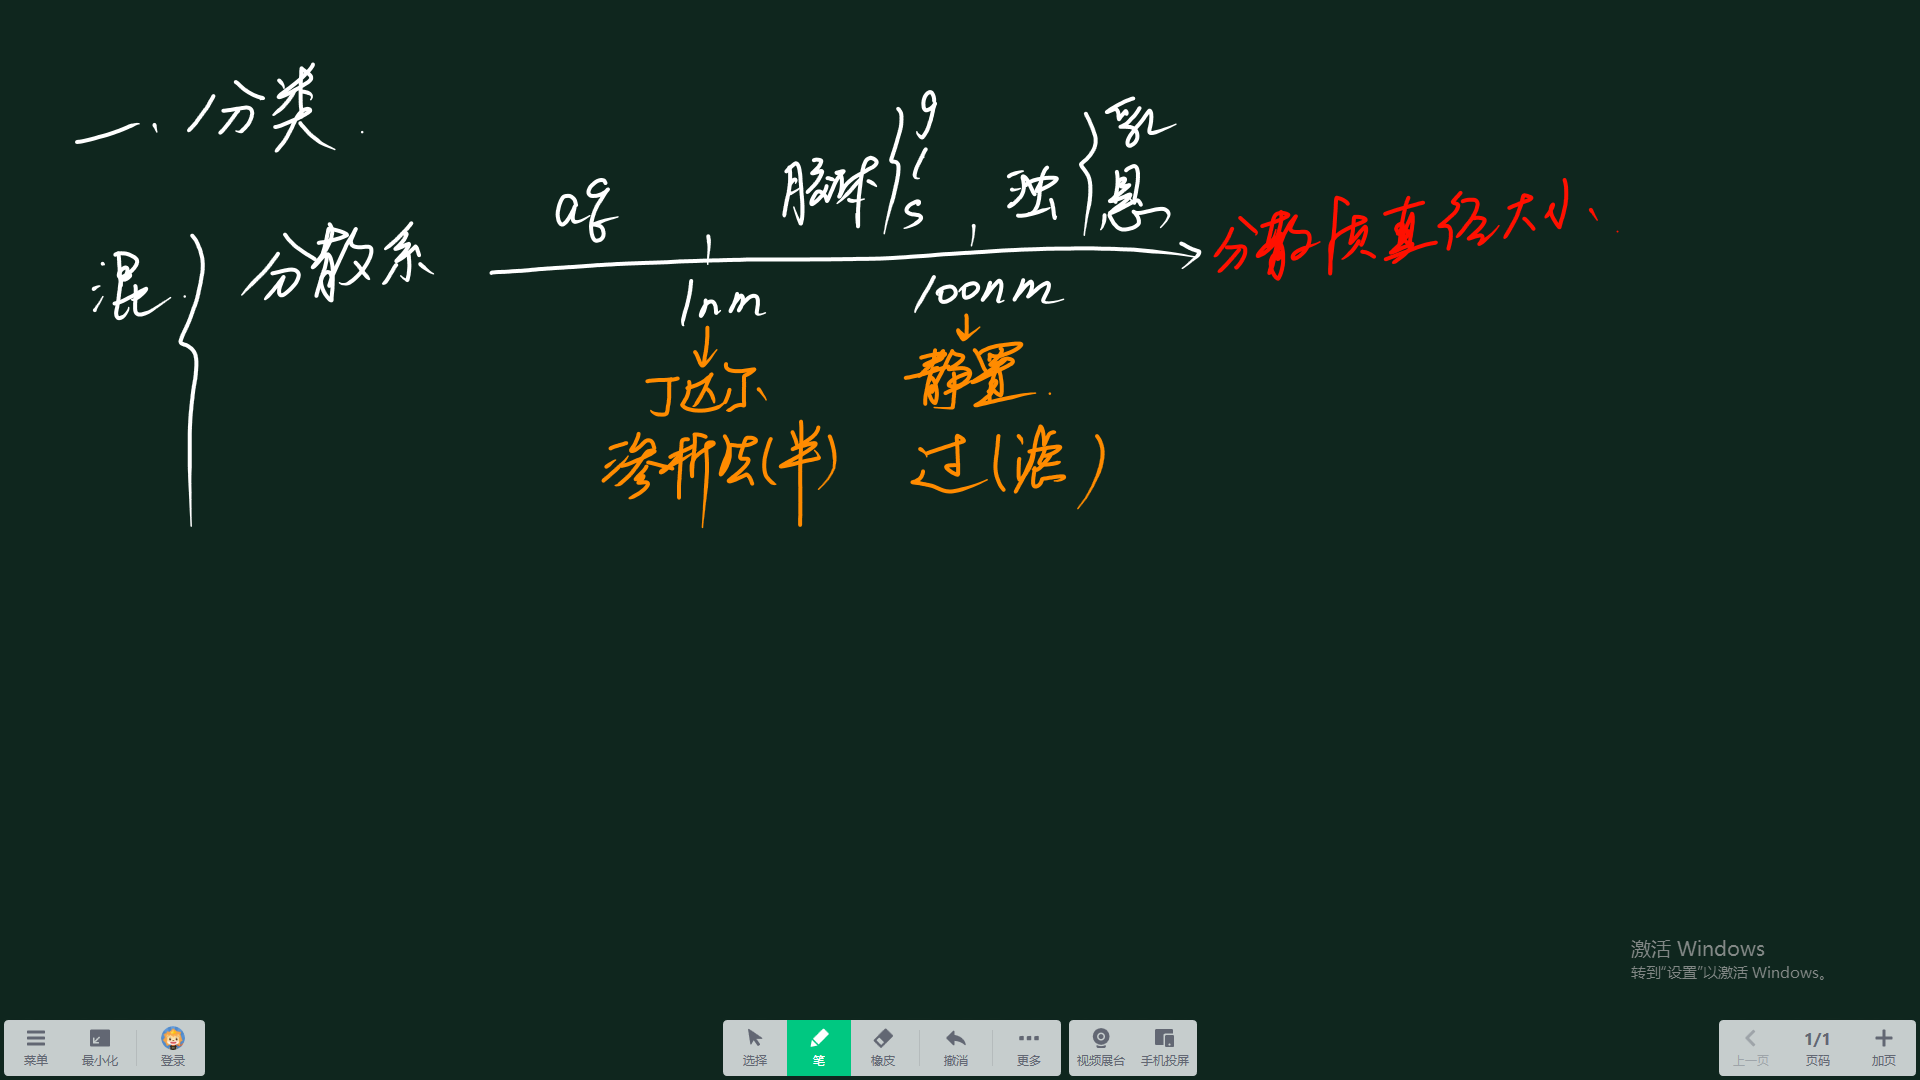 一、分类.
混. 分散系
aq 胶体 g l s 浊 乳 悬
分散质直径大小、
1nm 100nm
丁达尔 静置.
渗析法(半) 过(滤)
激活 Windows
转到“设置”以激活 Windows。
菜单 最小化 登录
选择 笔 橡皮 撤消 更多 视频展台 手机投屏
1/1
上一页 页码 加页